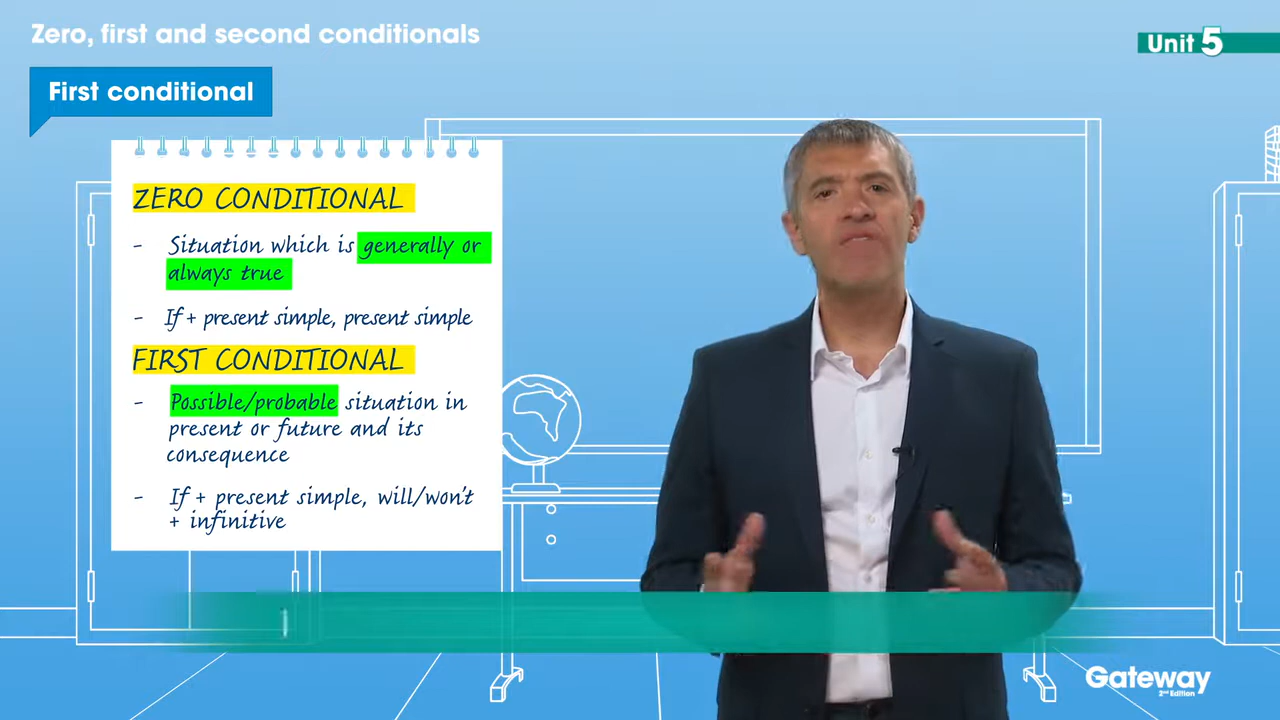 Zero, first and second conditionals
Unit 5
First conditional
ZERO CONDITIONAL
- Situation which is generally or
always true
- If + present simple, present simple
FIRST CONDITIONAL
- Possible/probable situation in
present or future and its
consequence
- If + present simple, will/won't
+ infinitive
Gateway
2nd Edition